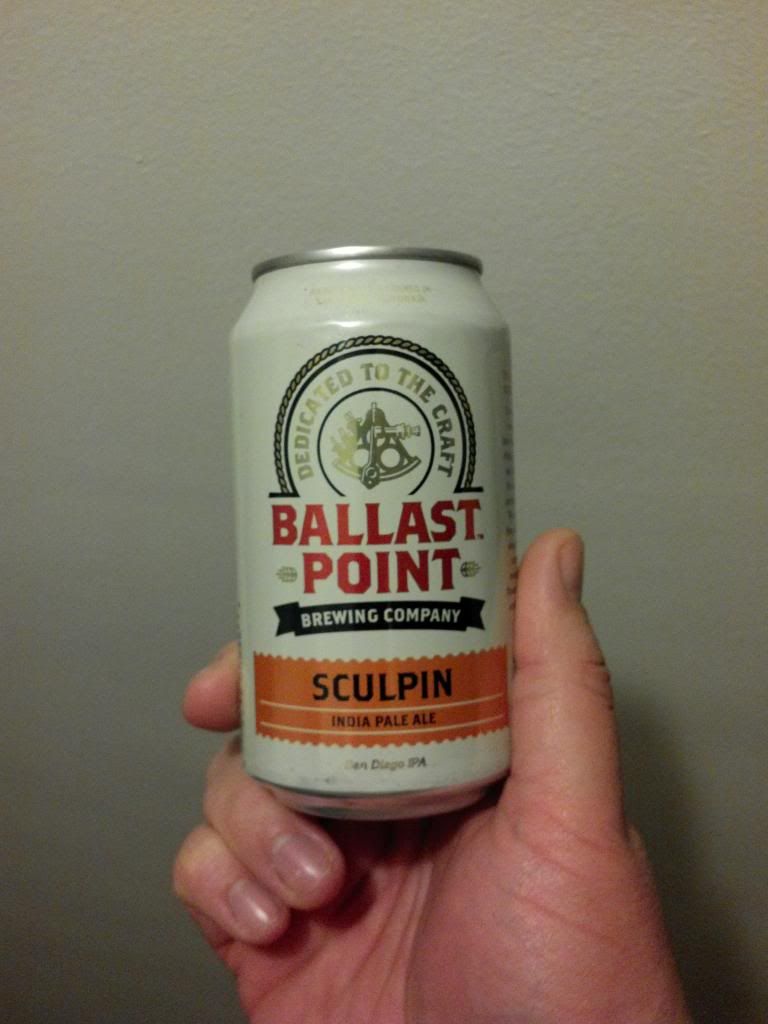 DEDICATED TO THE CRAFT
BALLAST
POINT
BREWING COMPANY
SCULPIN
INDIA PALE ALE
San Diego IPA